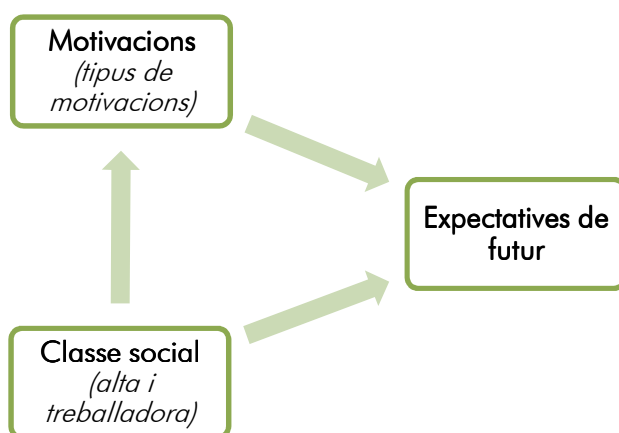 Motivacions
(tipus de
motivacions)
Expectatives de
futur
Classe social
(alta i
treballadora)